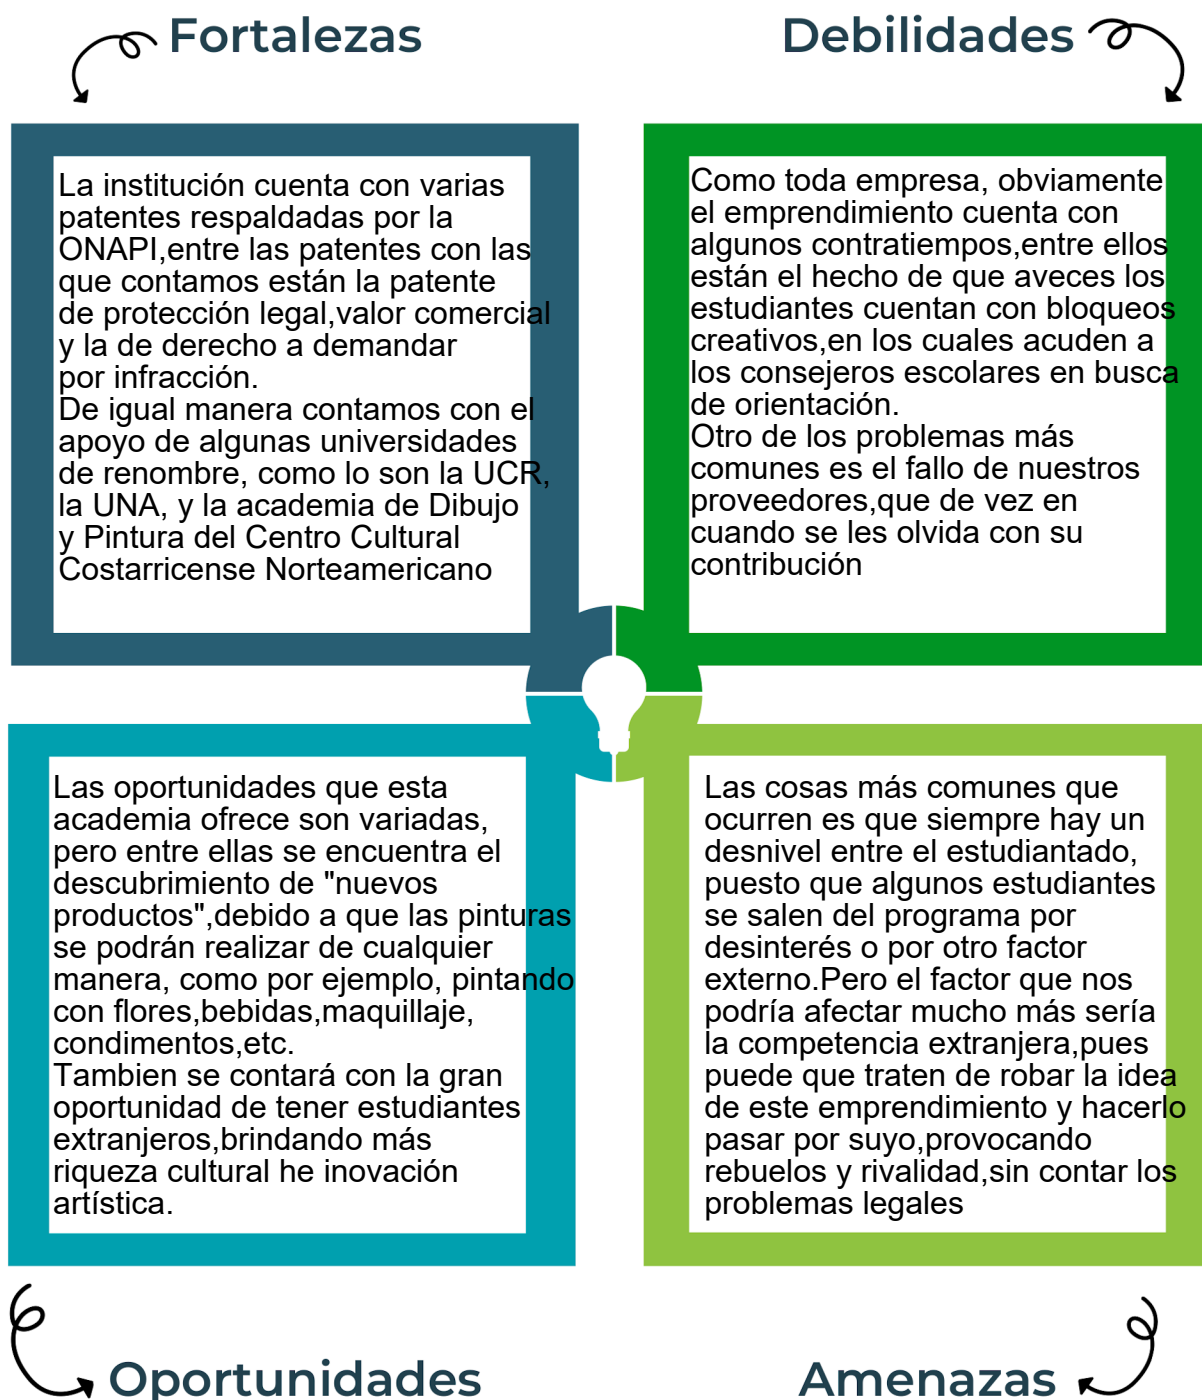 Fortalezas
La institución cuenta con varias
patentes respaldadas por la
ONAPI,entre las patentes con las
que contamos están la patente
de protección legal,valor comercial
y la de derecho a demandar
por infracción.
De igual manera contamos con el
apoyo de algunas universidades
de renombre, como lo son la UCR,
la UNA, y la academia de Dibujo
y Pintura del Centro Cultural
Costarricense Norteamericano
Debilidades
Como toda empresa, obviamente
el emprendimiento cuenta con
algunos contratiempos,entre ellos
están el hecho de que aveces los
estudiantes cuentan con bloqueos
creativos,en los cuales acuden a
los consejeros escolares en busca
de orientación.
Otro de los problemas más
comunes es el fallo de nuestros
proveedores,que de vez en
cuando se les olvida con su
contribución
Las oportunidades que esta
academia ofrece son variadas,
pero entre ellas se encuentra el
descubrimiento de "nuevos
productos",debido a que las pinturas
se podrán realizar de cualquier
manera, como por ejemplo, pintando
con flores,bebidas,maquillaje,
condimentos,etc.
Tambien se contará con la gran
oportunidad de tener estudiantes
extranjeros,brindando más
riqueza cultural he inovación
artística.
Oportunidades
Las cosas más comunes que
ocurren es que siempre hay un
desnivel entre el estudiantado,
puesto que algunos estudiantes
se salen del programa por
desinterés o por otro factor
externo.Pero el factor que nos
podría afectar mucho más sería
la competencia extranjera,pues
puede que traten de robar la idea
de este emprendimiento y hacerlo
pasar por suyo,provocando
rebuelos y rivalidad,sin contar los
problemas legales
Amenazas